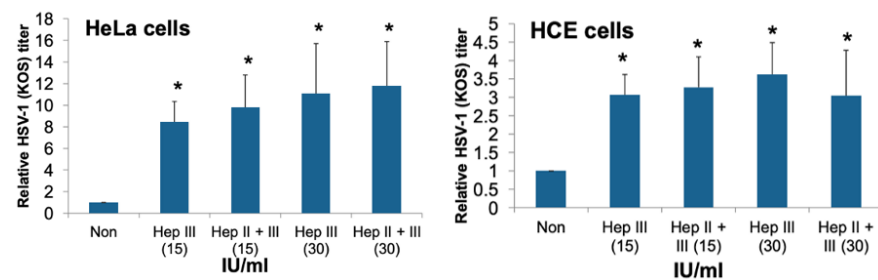 HeLa cells
Relative HSV-1 (KOS) titer
18
16
14
12
10
8
6
4
2
0
* * * *
Non Hep III (15) Hep II + III (15) Hep III (30) Hep II + III (30)
IU/ml
HCE cells
Relative HSV-1 (KOS) titer
5
4.5
4
3.5
3
2.5
2
1.5
1
0.5
0
* * * *
Non Hep III (15) Hep II + III (15) Hep III (30) Hep II + III (30)
IU/ml